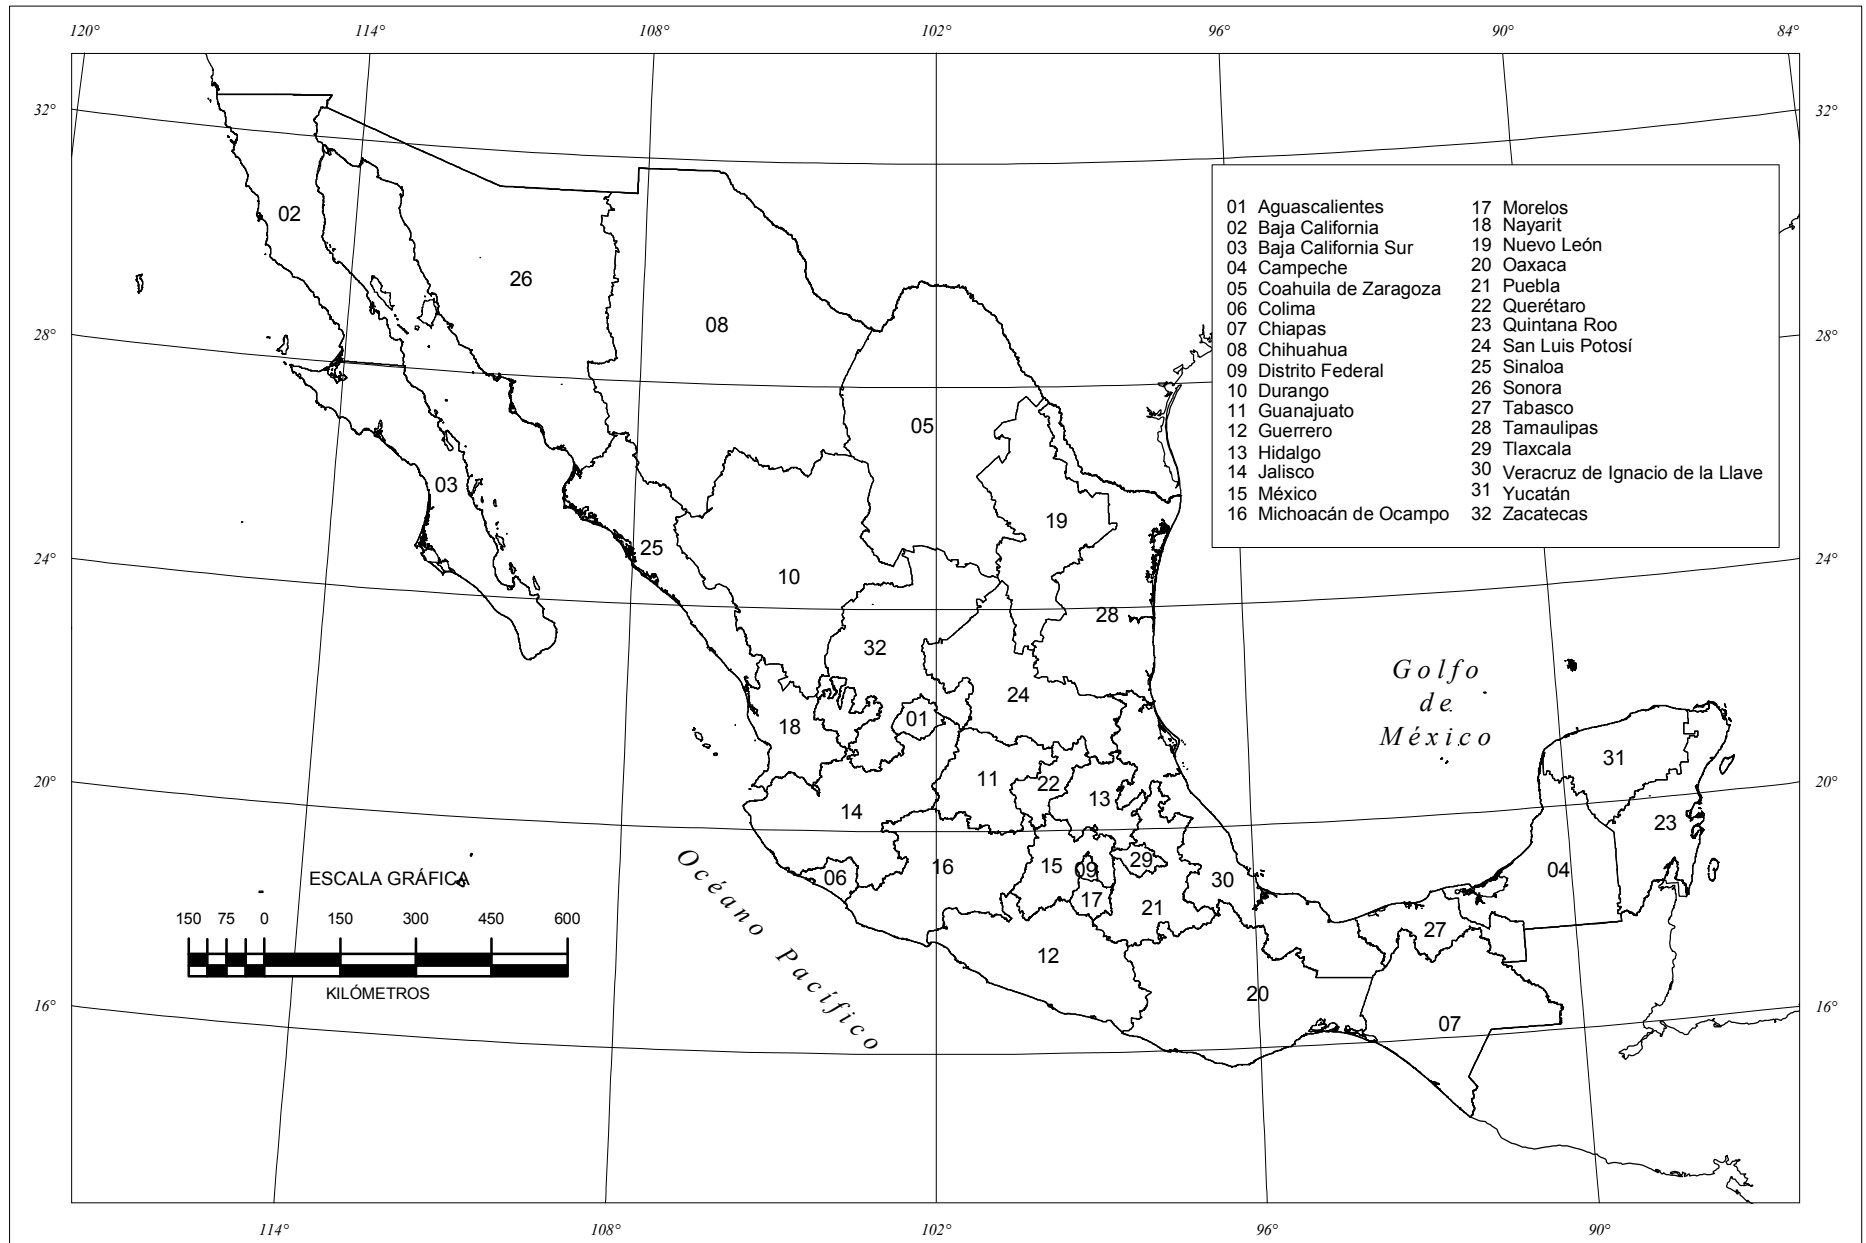 120°
114°
108°
102°
96°
90°
84°
32°
32°
01 Aguascalientes
02 Baja California
03 Baja California Sur
04 Campeche
05 Coahuila de Zaragoza
06 Colima
07 Chiapas
08 Chihuahua
09 Distrito Federal
10 Durango
11 Guanajuato
12 Guerrero
13 Hidalgo
14 Jalisco
15 México
16 Michoacán de Ocampo
17 Morelos
18 Nayarit
19 Nuevo León
20 Oaxaca
21 Puebla
22 Querétaro
23 Quintana Roo
24 San Luis Potosí
25 Sinaloa
26 Sonora
27 Tabasco
28 Tamaulipas
29 Tlaxcala
30 Veracruz de Ignacio de la Llave
31 Yucatán
32 Zacatecas
02
26
08
28°
28°
05
03
19
25
24°
24°
10
28
32
24
Golfo
de
México
01
18
31
11
22
20°
20°
13
14
23
16
15
09
29
06
30
04
17
21
27
12
20
07
Océano Pacífico
ESCALA GRÁFICA
150 75 0 150 300 450 600
KILÓMETROS
16°
16°
114°
108°
102°
96°
90°